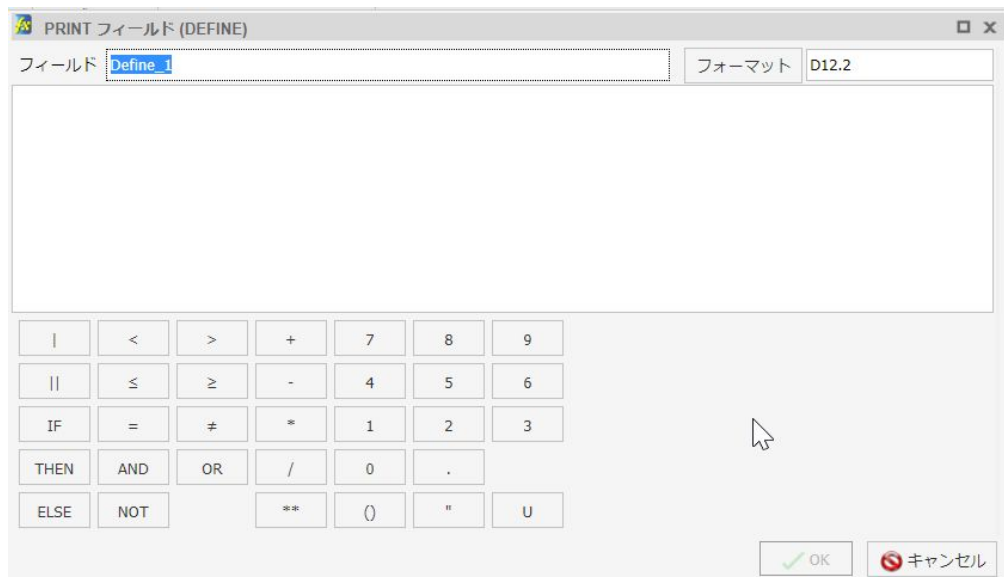 PRINT フィールド (DEFINE)
フィールド Define_1 フォーマット D12.2
| < > + 7 8 9
|| ≤ ≥ - 4 5 6
IF = ≠ * 1 2 3
THEN AND OR / 0 .
ELSE NOT ** () " U
OK キャンセル